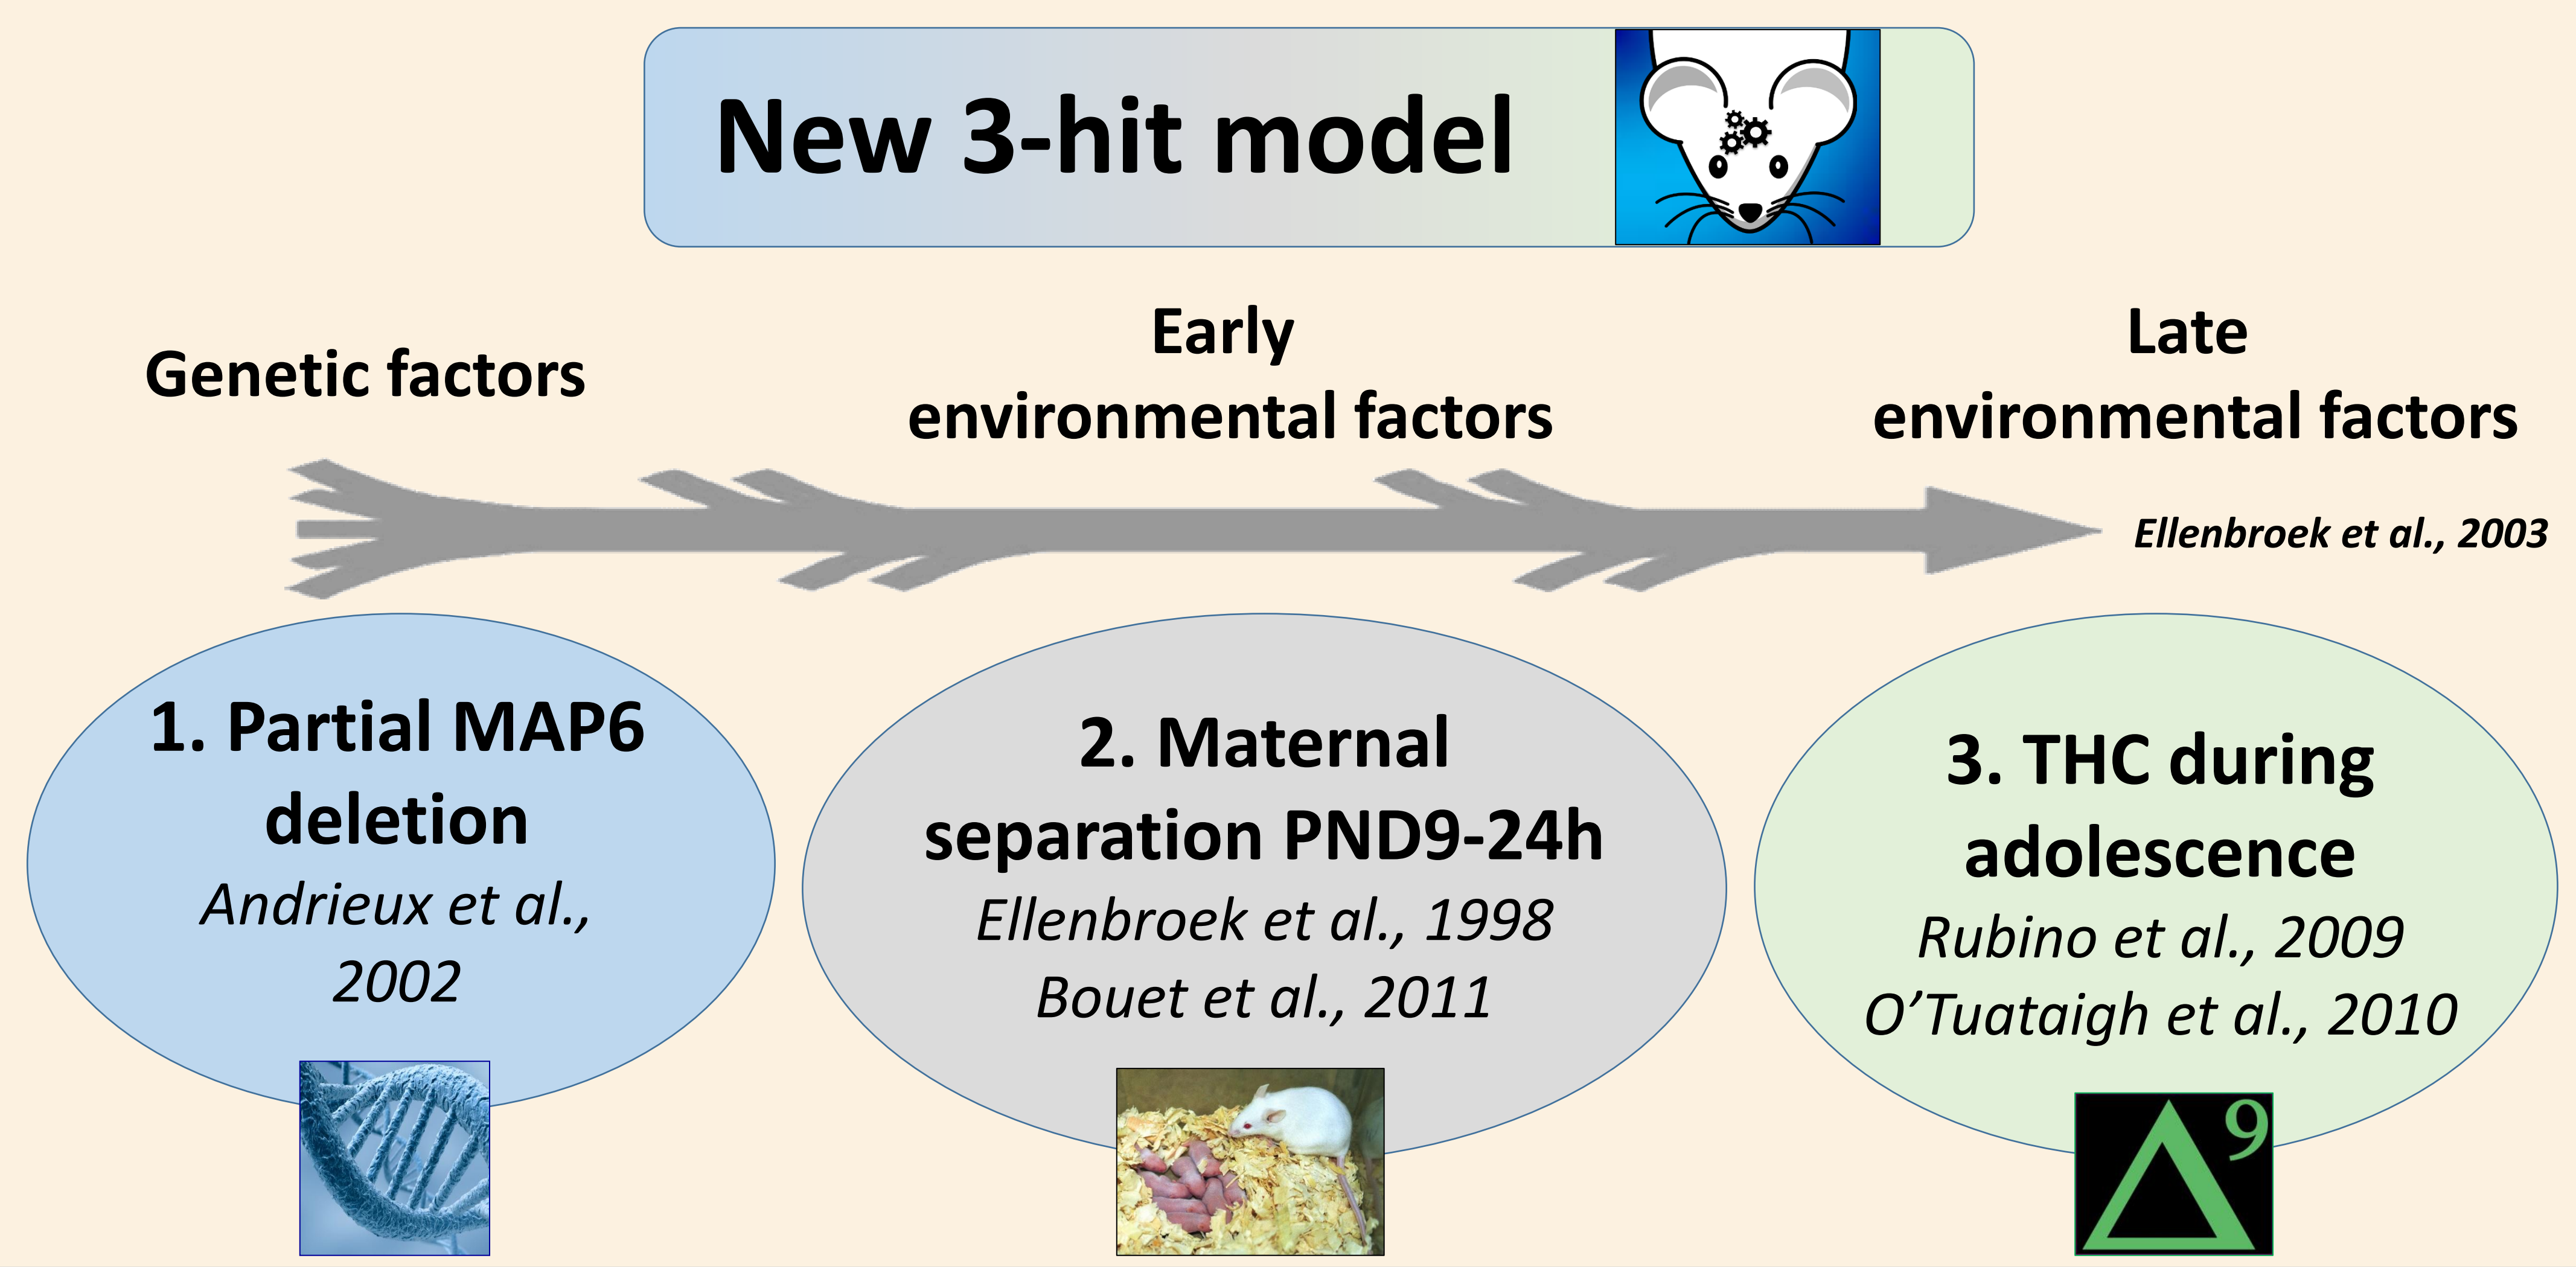 New 3-hit model
Genetic factors
Early
environmental factors
Late
environmental factors
Ellenbroek et al., 2003
1. Partial MAP6
deletion
Andrieux et al.,
2002
2. Maternal
separation PND9-24h
Ellenbroek et al., 1998
Bouet et al., 2011
3. THC during
adolescence
Rubino et al., 2009
O’Tuataigh et al., 2010
Δ9